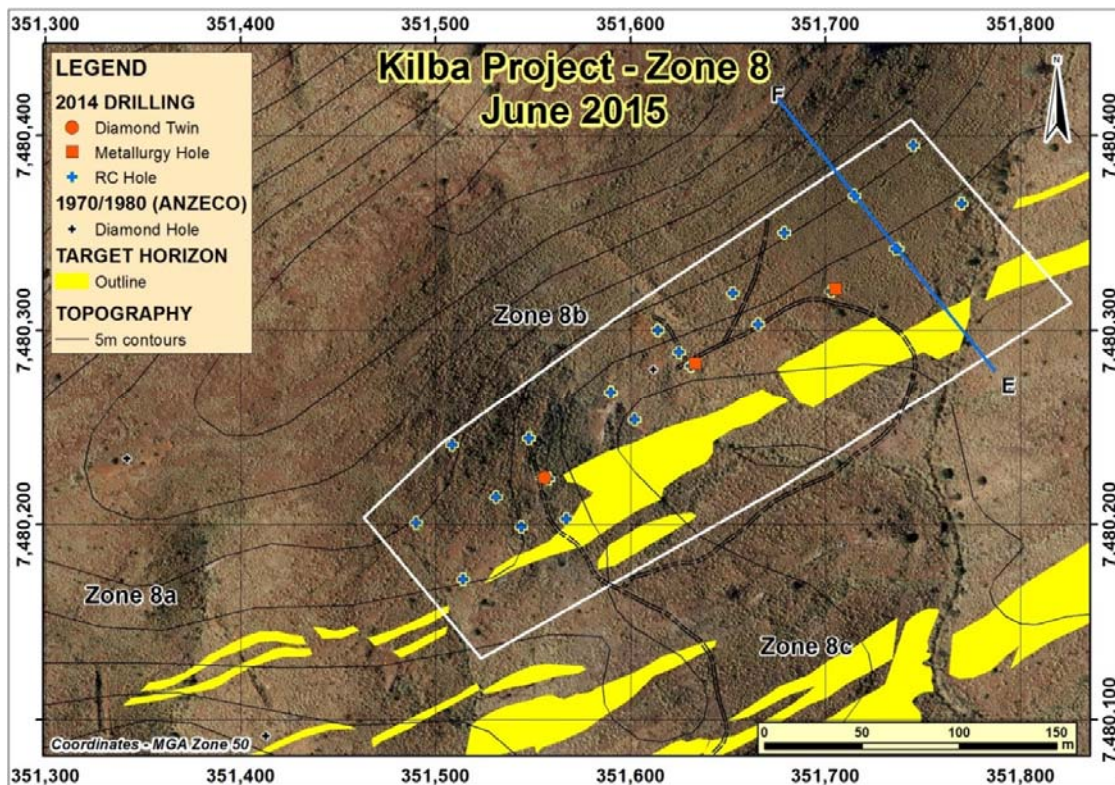 351,300 351,400 351,500 351,600 351,700 351,800
LEGEND
2014 DRILLING
Diamond Twin
Metallurgy Hole
RC Hole
1970/1980 (ANZECO)
Diamond Hole
TARGET HORIZON
Outline
TOPOGRAPHY
5m contours
Kilba Project - Zone 8
June 2015
N
F
7,480,400 7,480,400
Zone 8b
7,480,300 7,480,300
E
7,480,200 7,480,200
Zone 8a
Zone 8c
7,480,100 7,480,100
Coordinates - MGA Zone 50
0 50 100 150
m
351,300 351,400 351,500 351,600 351,700 351,800